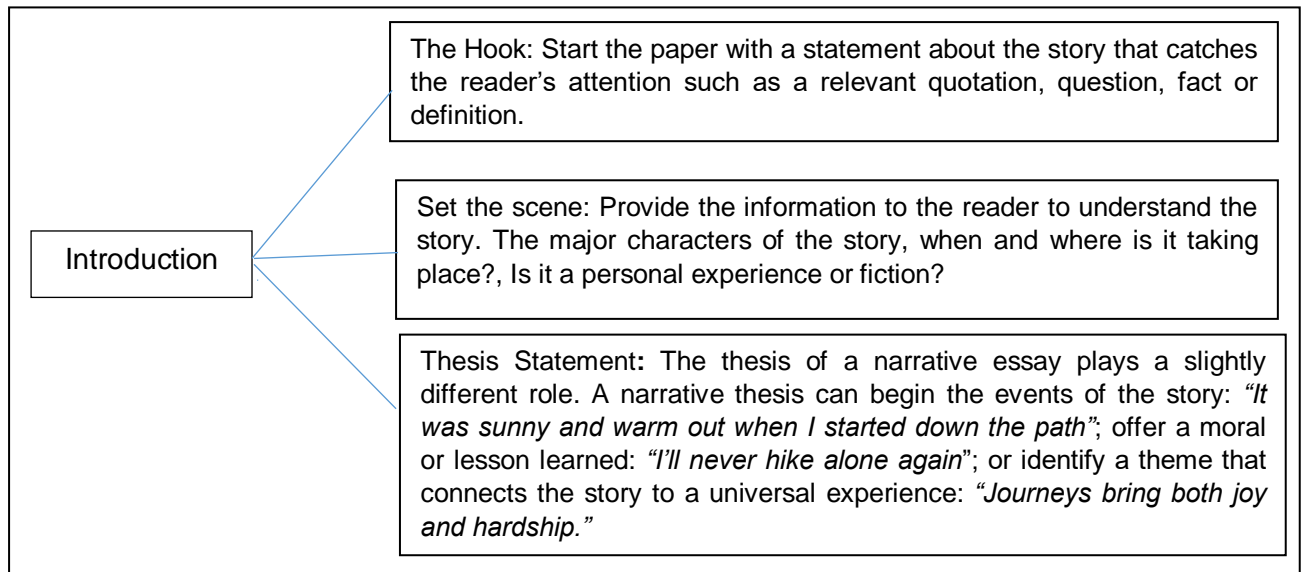 The Hook: Start the paper with a statement about the story that catches
the reader’s attention such as a relevant quotation, question, fact or
definition.
Set the scene: Provide the information to the reader to understand the
story. The major characters of the story, when and where is it taking
place?, Is it a personal experience or fiction?
Introduction
Thesis Statement: The thesis of a narrative essay plays a slightly
different role. A narrative thesis can begin the events of the story: “It
was sunny and warm out when I started down the path”; offer a moral
or lesson learned: “I’ll never hike alone again”; or identify a theme that
connects the story to a universal experience: “Journeys bring both joy
and hardship.”